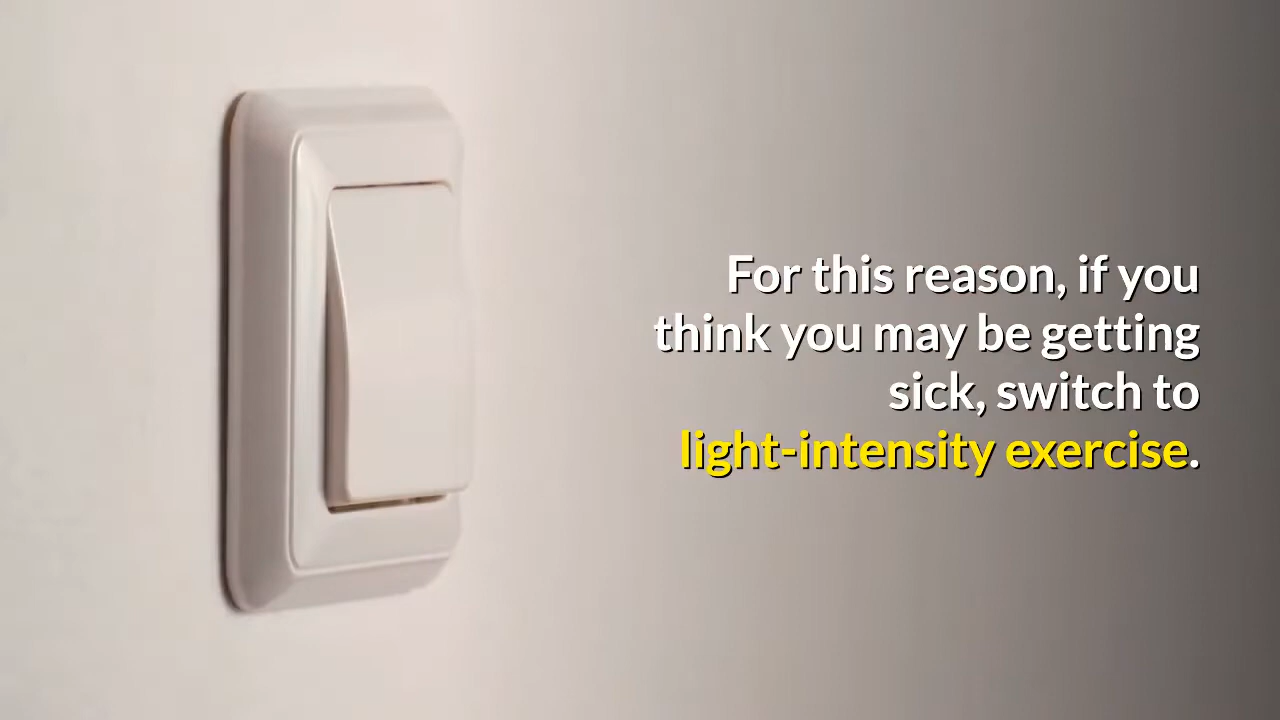 For this reason, if you
think you may be getting
sick, switch to
light-intensity exercise.